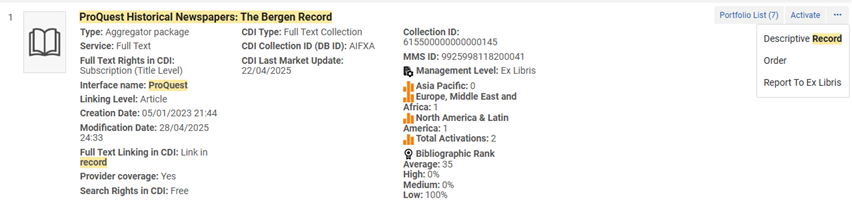 1
ProQuest Historical Newspapers: The Bergen Record
Type: Aggregator package
Service: Full Text
Full Text Rights in CDI:
Subscription (Title Level)
Interface name: ProQuest
Linking Level: Article
Creation Date: 05/01/2023 21:44
Modification Date: 28/04/2025
24:33
Full Text Linking in CDI: Link in
record
Provider coverage: Yes
Search Rights in CDI: Free
CDI Type: Full Text Collection
CDI Collection ID (DB ID): AIFXA
CDI Last Market Update:
22/04/2025
Collection ID:
615500000000000145
MMS ID: 9925998118200041
Management Level: Ex Libris
Asia Pacific: 0
Europe, Middle East and
Africa: 1
North America & Latin
America: 1
Total Activations: 2
Bibliographic Rank
Average: 35
High: 0%
Medium: 0%
Low: 100%
Portfolio List (7)
Activate
Descriptive Record
Order
Report To Ex Libris